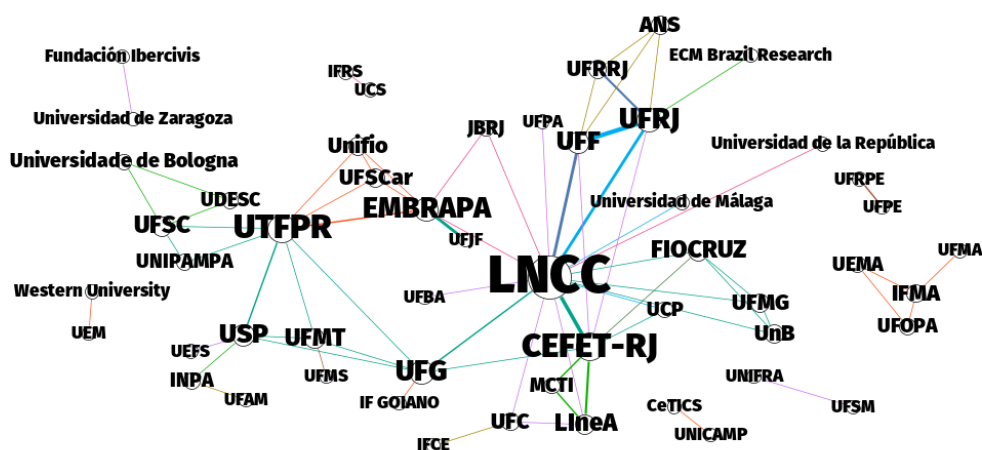 ANS
Fundación Ibercivis
ECM Brazil Research
UFRRJ
IFRS
UCS
Universidad de Zaragoza
UFPA
UFRJ
JBRJ
UFF
Unifio
Universidad de la República
Universidade de Bologna
UFSCar
UFRPE
UDESC
Universidad de Málaga
EMBRAPA
UFPE
UTFPR
UFSC
UFJF
FIOCRUZ
UFMA
UNIPAMPA
UEMA
LNCC
Western University
UFBA
IFMA
UFMG
UCP
UFOPA
UEM
USP
UFMT
UnB
CEFET-RJ
UEFS
UFG
UFMS
INPA
MCTI
UNIFRA
UFAM
IF GOIANO
CeTICS
UFSM
UFC
LIneA
UNICAMP
IFCE